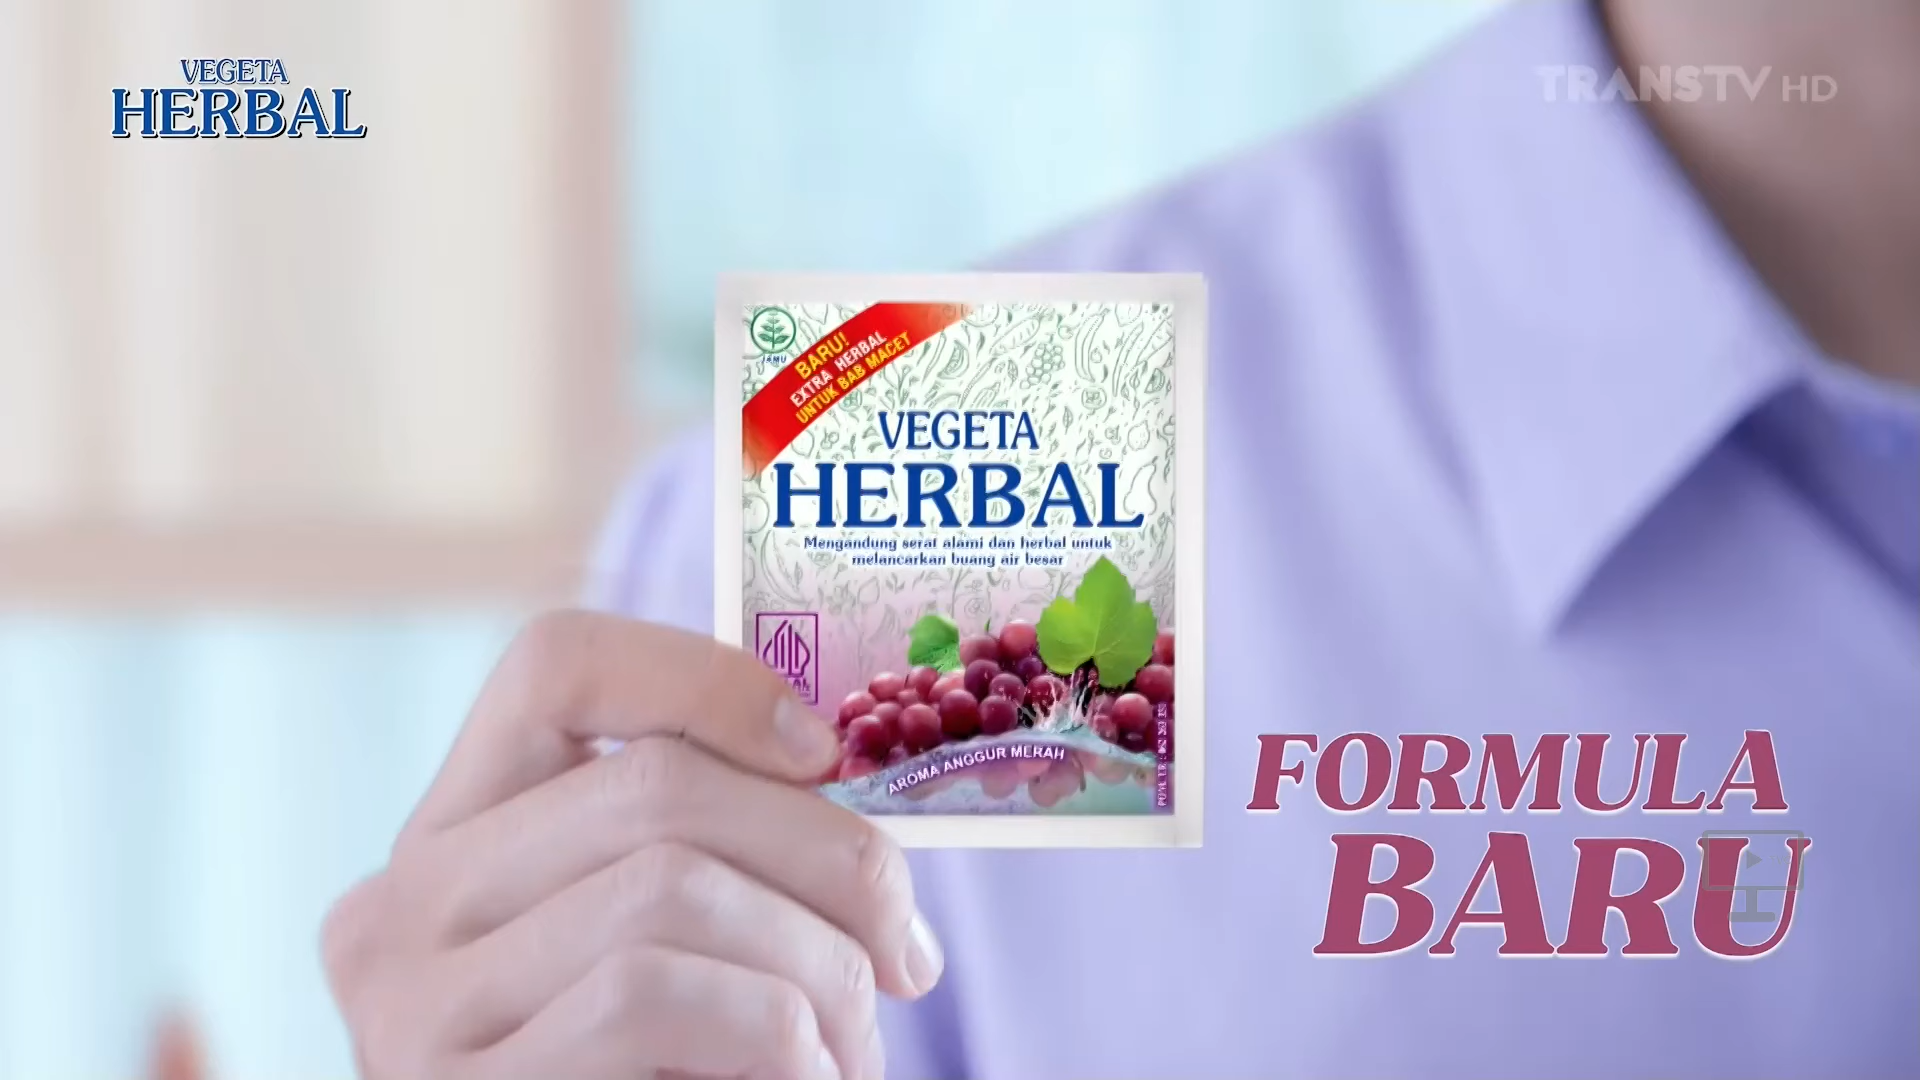 VEGETA
HERBAL
TRANSTV HD
JAMU
BARU!
EXTRA HERBAL
UNTUK BAB MACET
VEGETA
HERBAL
Mengandung serat alami dan herbal untuk
melancarkan buang air besar
AROMA ANGGUR MERAH
FORMULA
BARU